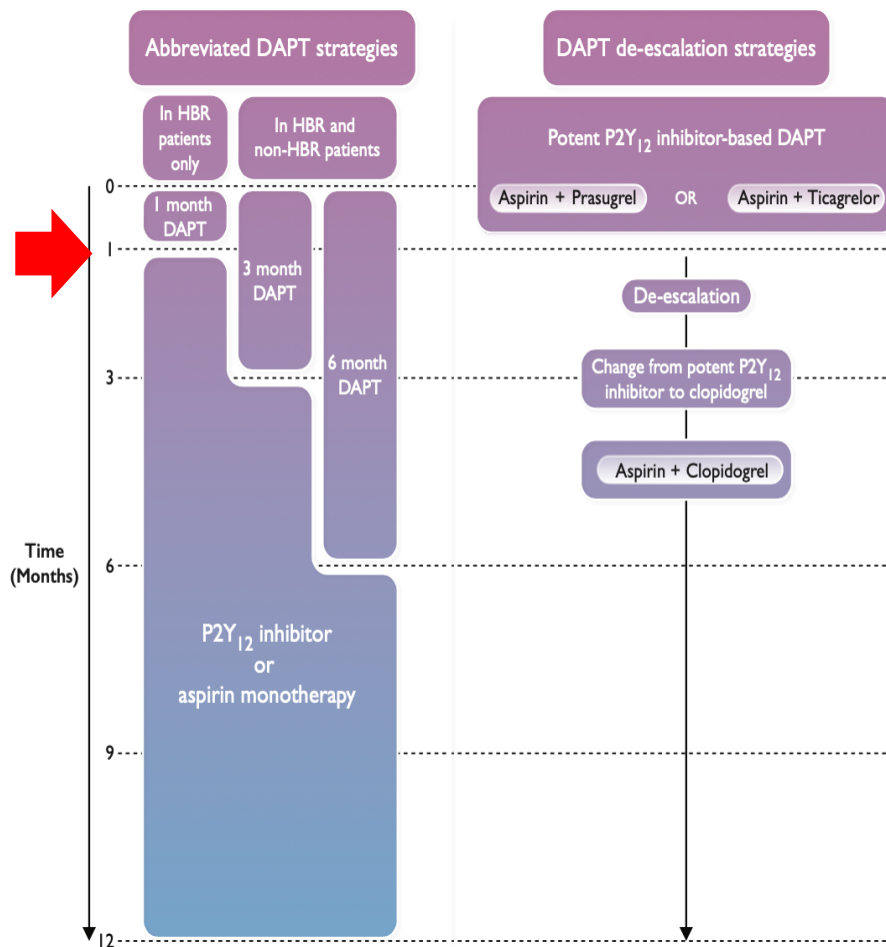 Abbreviated DAPT strategies
DAPT de-escalation strategies
In HBR
patients
only
In HBR and
non-HBR patients
Potent P2Y12 inhibitor-based DAPT
Aspirin + Prasugrel OR Aspirin + Ticagrelor
0
1 month
DAPT
1
3 month
DAPT
De-escalation
6 month
DAPT
Change from potent P2Y12
inhibitor to clopidogrel
3
Aspirin + Clopidogrel
Time
(Months)
6
P2Y12 inhibitor
or
aspirin monotherapy
9
12